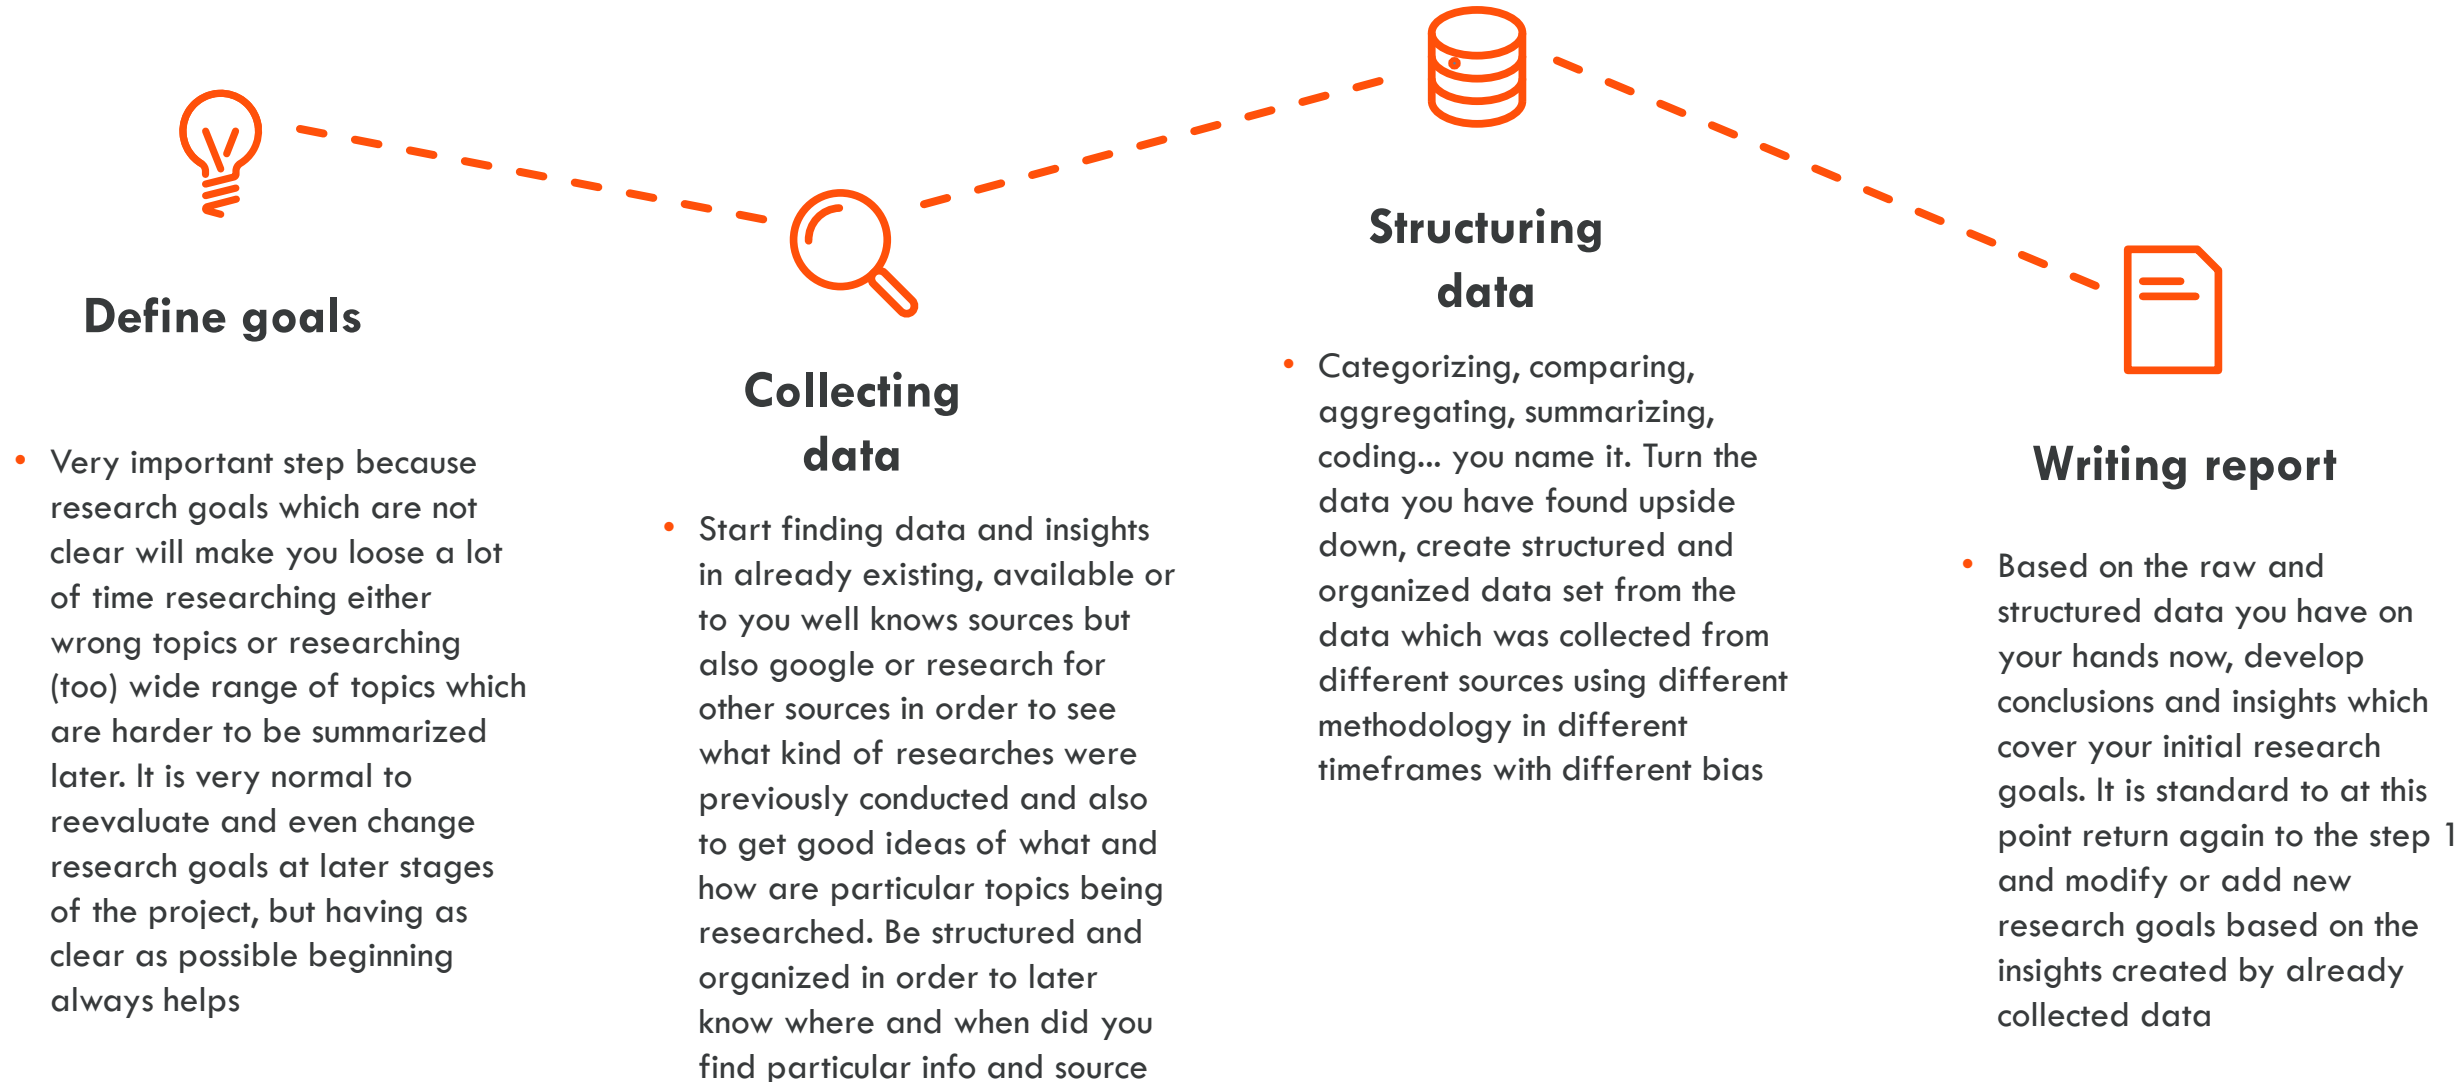 Define goals
• Very important step because
research goals which are not
clear will make you loose a lot
of time researching either
wrong topics or researching
(too) wide range of topics which
are harder to be summarized
later. It is very normal to
reevaluate and even change
research goals at later stages
of the project, but having as
clear as possible beginning
always helps
Collecting
data
• Start finding data and insights
in already existing, available or
to you well knows sources but
also google or research for
other sources in order to see
what kind of researches were
previously conducted and also
to get good ideas of what and
how are particular topics being
researched. Be structured and
organized in order to later
know where and when did you
find particular info and source
Structuring
data
• Categorizing, comparing,
aggregating, summarizing,
coding... you name it. Turn the
data you have found upside
down, create structured and
organized data set from the
data which was collected from
different sources using different
methodology in different
timeframes with different bias
Writing report
• Based on the raw and
structured data you have on
your hands now, develop
conclusions and insights which
cover your initial research
goals. It is standard to at this
point return again to the step 1
and modify or add new
research goals based on the
insights created by already
collected data